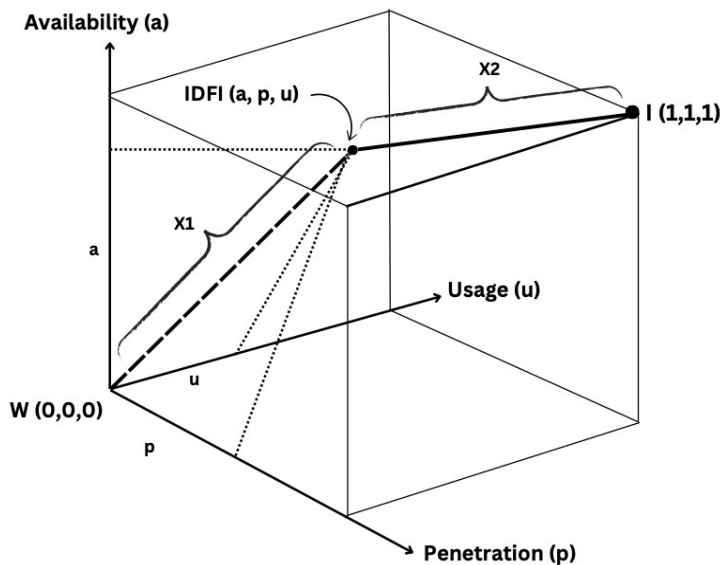 Availability (a)
X2
IDFI (a, p, u)
I (1,1,1)
X1
a
Usage (u)
u
W (0,0,0)
p
Penetration (p)